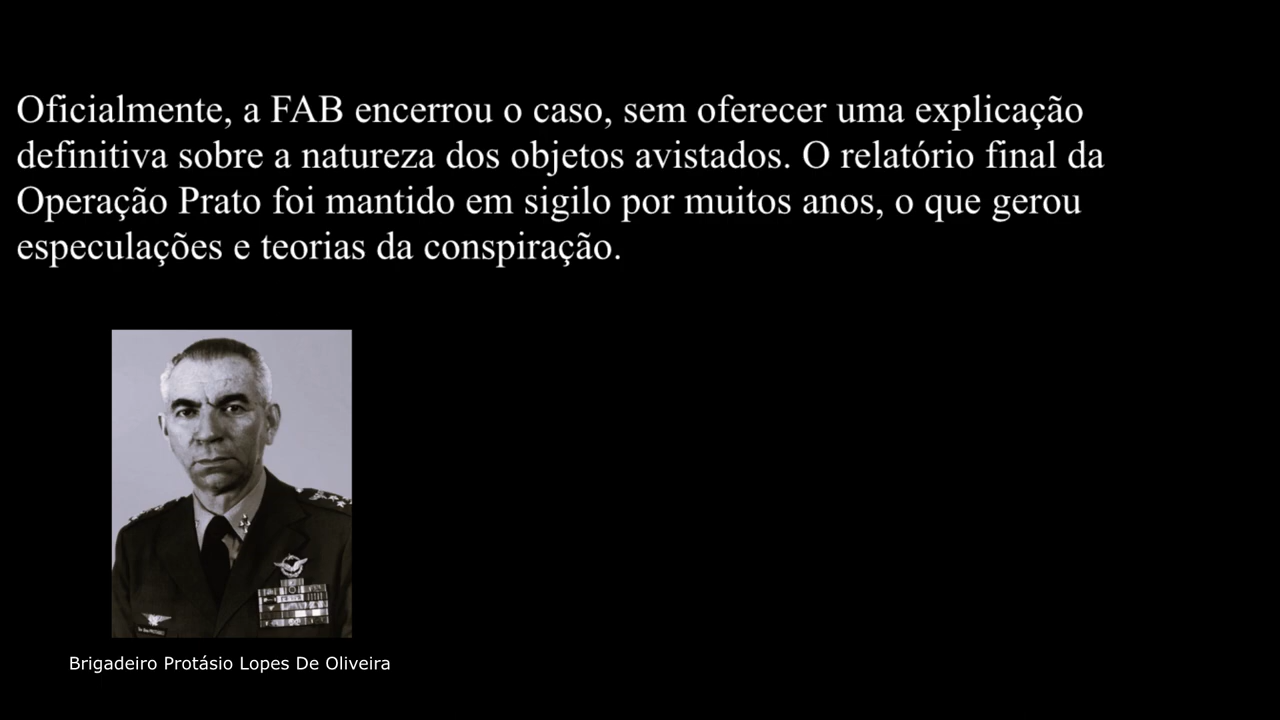 Oficialmente, a FAB encerrou o caso, sem oferecer uma explicação
definitiva sobre a natureza dos objetos avistados. O relatório final da
Operação Prato foi mantido em sigilo por muitos anos, o que gerou
especulações e teorias da conspiração.
Brigadeiro Protásio Lopes De Oliveira